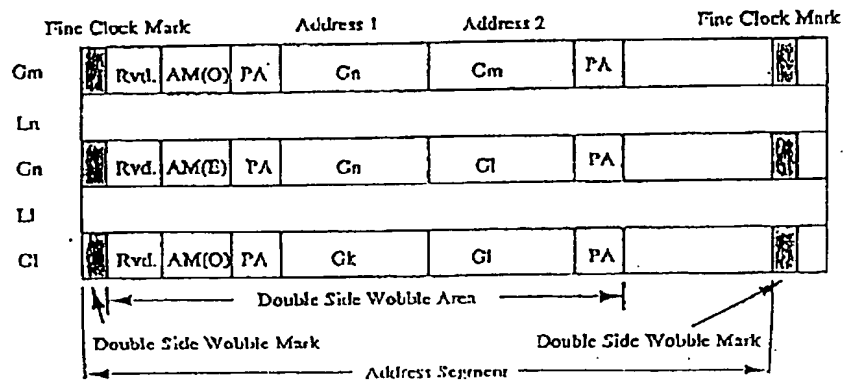 Fine Clock Mark Address 1 Address 2 Fine Clock Mark
Gm Rvd. AM(O) PA Gn Gm PA
Ln
Gn Rvd. AM(E) PA Gn Gl PA
Ll
Gl Rvd. AM(O) PA Gk Gl PA
Double Side Wobble Area
Double Side Wobble Mark Double Side Wobble Mark
Address Segment